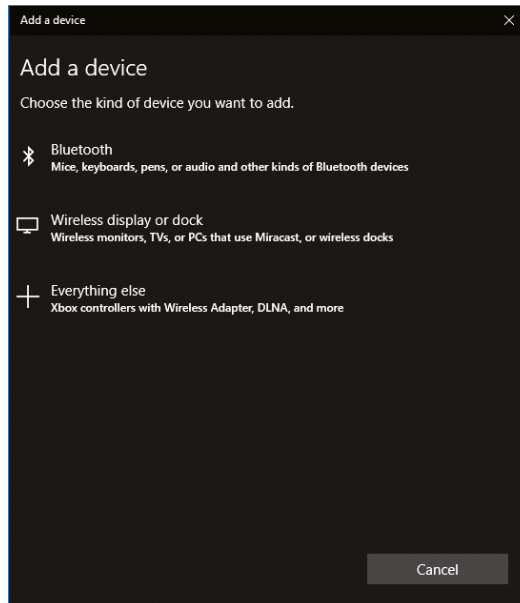 Add a device
Add a device
Choose the kind of device you want to add.
Bluetooth
Mice, keyboards, pens, or audio and other kinds of Bluetooth devices
Wireless display or dock
Wireless monitors, TVs, or PCs that use Miracast, or wireless docks
Everything else
Xbox controllers with Wireless Adapter, DLNA, and more
Cancel